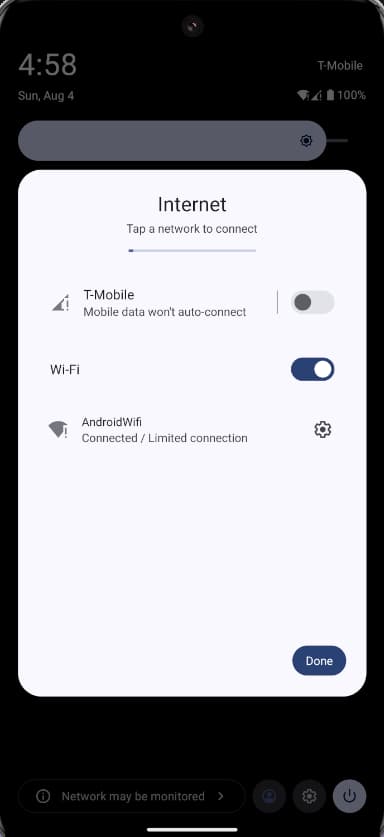 4:58
T-Mobile
Sun, Aug 4
100%
Internet
Tap a network to connect
T-Mobile
Mobile data won't auto-connect
Wi-Fi
AndroidWifi
Connected / Limited connection
Done
Network may be monitored